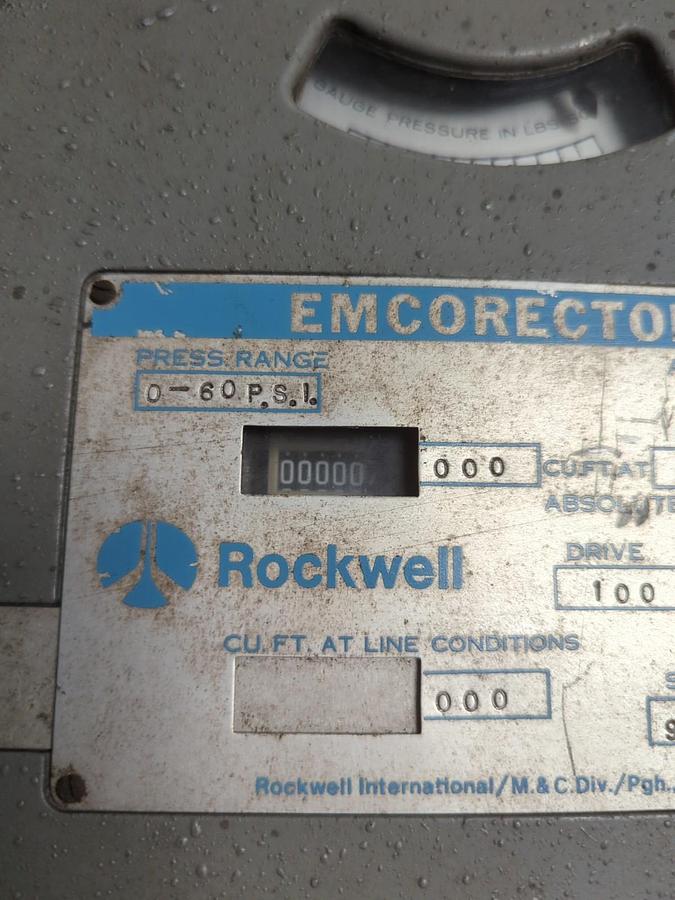 GAUGE PRESSURE IN LBS
EMCORECTO
PRESS. RANGE
0-60 P.S.I.
00000 000 CU.FT. AT
ABSOLUTE
Rockwell
DRIVE
100
CU. FT. AT LINE CONDITIONS
000
S
Rockwell International/M.& C.Div./Pgh.,